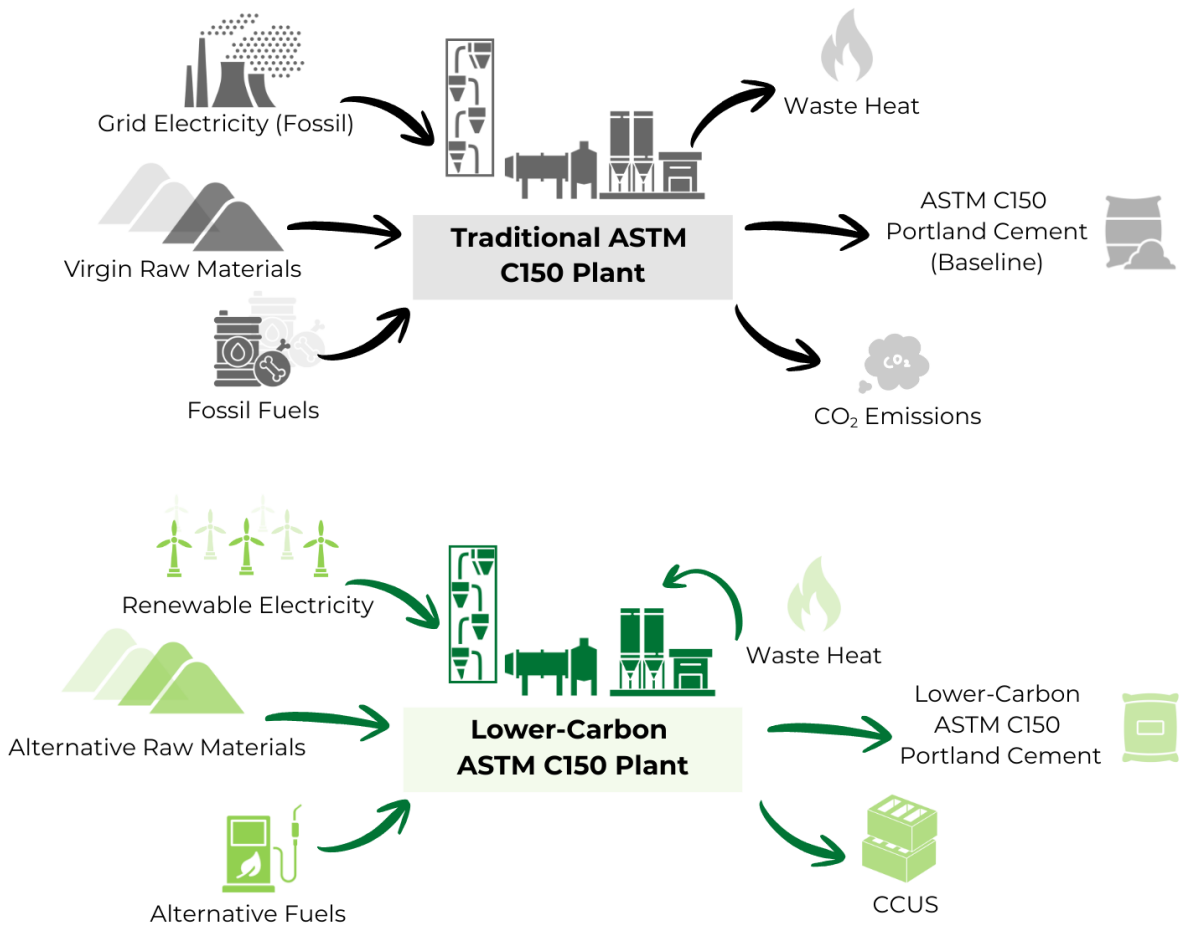 Grid Electricity (Fossil)
Waste Heat
Virgin Raw Materials
Traditional ASTM
C150 Plant
ASTM C150
Portland Cement
(Baseline)
Fossil Fuels
CO₂
CO₂ Emissions
Renewable Electricity
Waste Heat
Alternative Raw Materials
Lower-Carbon
ASTM C150 Plant
Lower-Carbon
ASTM C150
Portland Cement
Alternative Fuels
CCUS